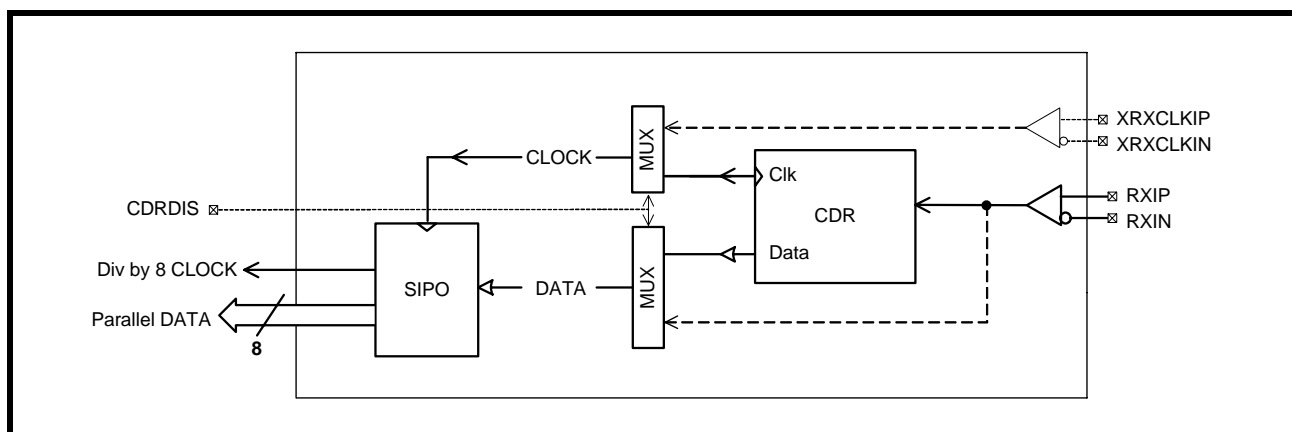 XRXCLKIP
XRXCLKIN
MUX
CLOCK
Clk
RXIP
RXIN
CDRDIS
CDR
Data
Div by 8 CLOCK
SIPO
DATA
MUX
Parallel DATA
8